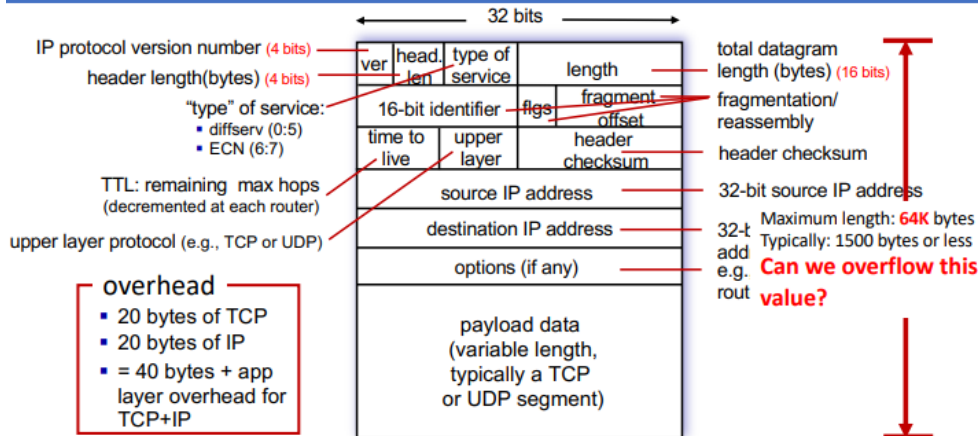 32 bits
IP protocol version number (4 bits)
header length(bytes) (4 bits)
"type" of service:
▪ diffserv (0:5)
▪ ECN (6:7)
TTL: remaining max hops
(decremented at each router)
upper layer protocol (e.g., TCP or UDP)
overhead
▪ 20 bytes of TCP
▪ 20 bytes of IP
▪ = 40 bytes + app
layer overhead for
TCP+IP
ver
head.
len
type of
service
length
16-bit identifier
flgs
fragment
offset
time to
live
upper
layer
header
checksum
source IP address
destination IP address
options (if any)
payload data
(variable length,
typically a TCP
or UDP segment)
total datagram
length (bytes) (16 bits)
fragmentation/
reassembly
header checksum
32-bit source IP address
32-b
add
e.g.
rout
Maximum length: 64K bytes
Typically: 1500 bytes or less
Can we overflow this
value?